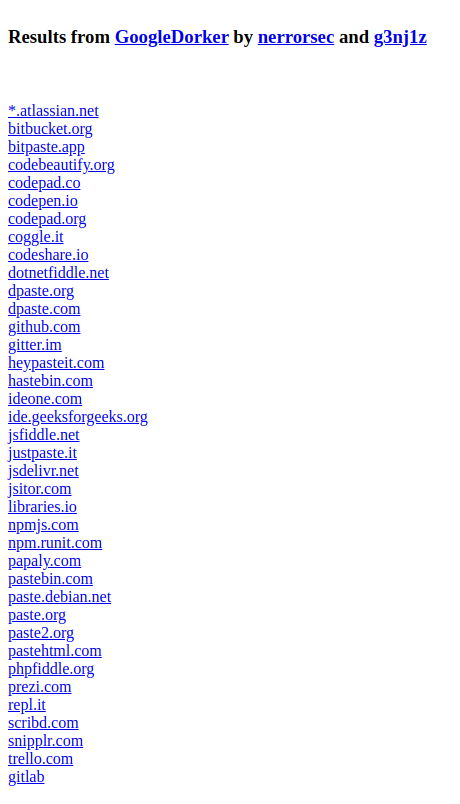 Results from GoogleDorker by nerrorsec and g3nj1z
*.atlassian.net
bitbucket.org
bitpaste.app
codebeautify.org
codepad.co
codepen.io
codepad.org
coggle.it
codeshare.io
dotnetfiddle.net
dpaste.org
dpaste.com
github.com
gitter.im
heypasteit.com
hastebin.com
ideone.com
ide.geeksforgeeks.org
jsfiddle.net
justpaste.it
jsdelivr.net
jsitor.com
libraries.io
npmjs.com
npm.runit.com
papaly.com
pastebin.com
paste.debian.net
paste.org
paste2.org
pastehtml.com
phpfiddle.org
prezi.com
repl.it
scribd.com
snipplr.com
trello.com
gitlab